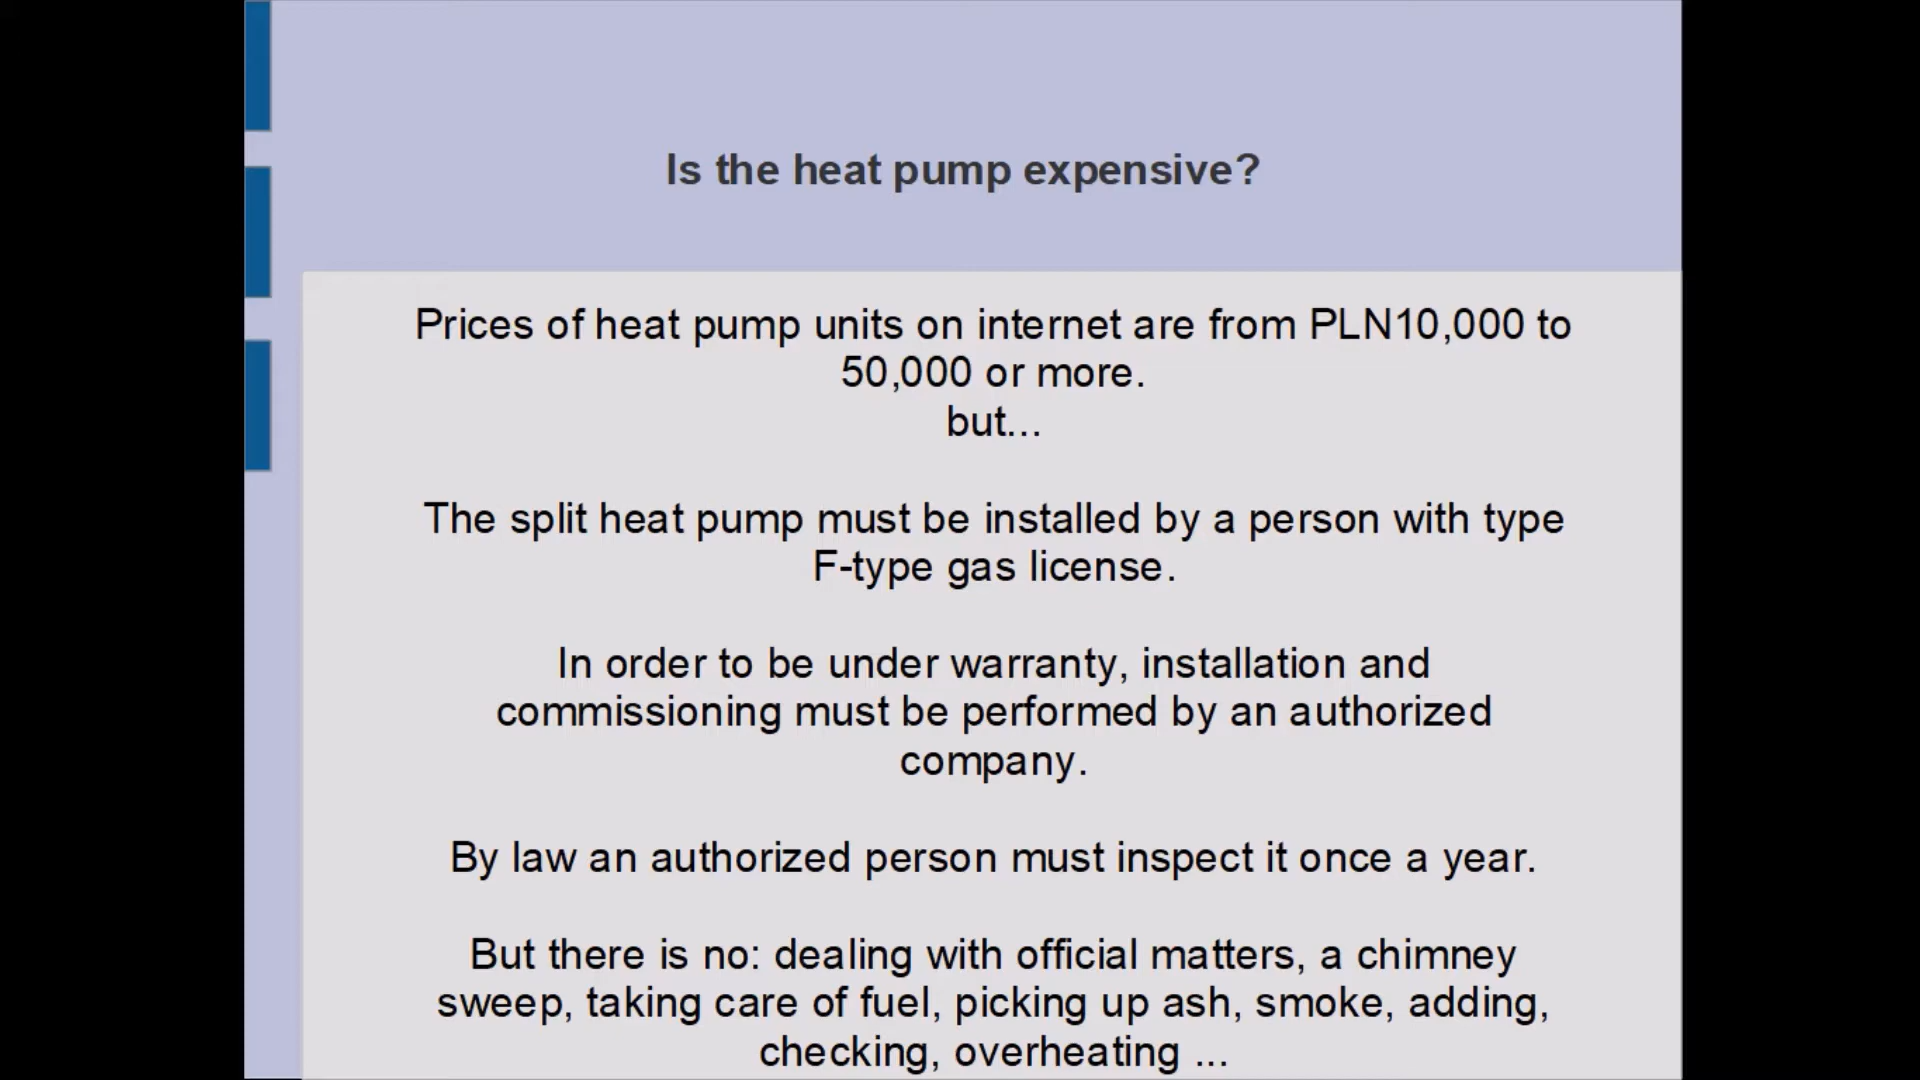 Is the heat pump expensive?
Prices of heat pump units on internet are from PLN10,000 to
50,000 or more.
but...
The split heat pump must be installed by a person with type
F-type gas license.
In order to be under warranty, installation and
commissioning must be performed by an authorized
company.
By law an authorized person must inspect it once a year.
But there is no: dealing with official matters, a chimney
sweep, taking care of fuel, picking up ash, smoke, adding,
checking, overheating ...